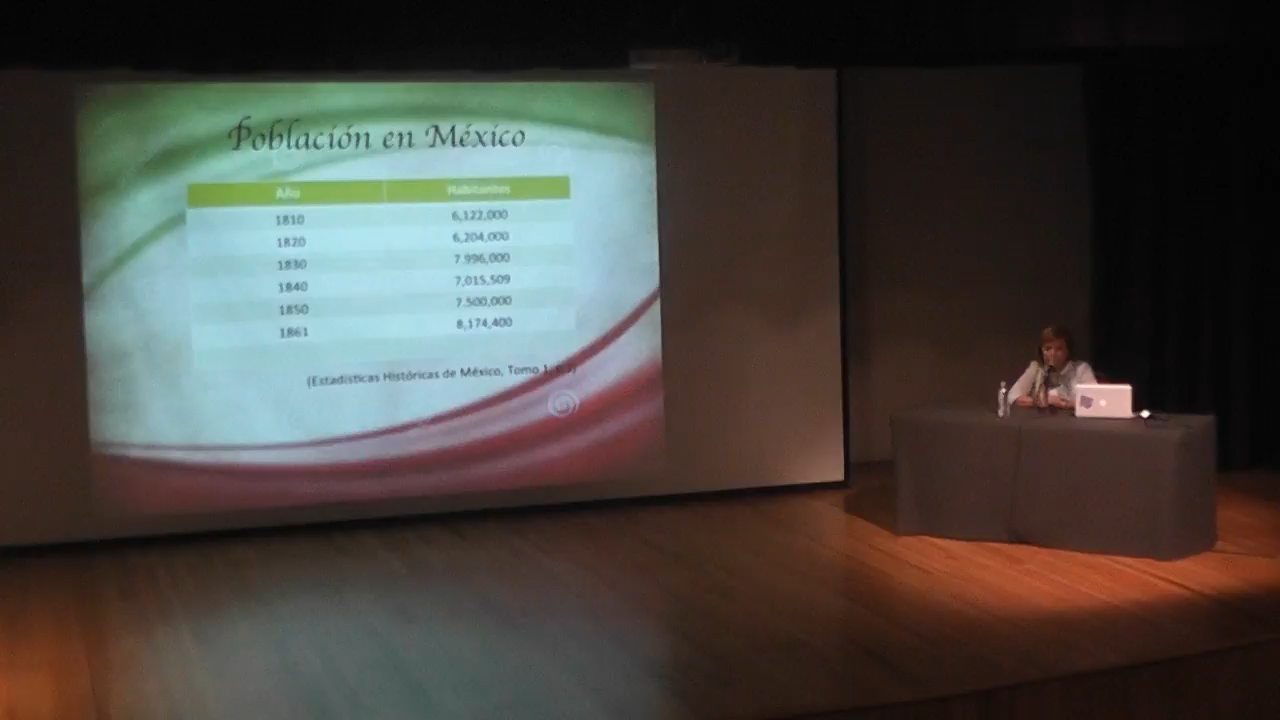 Población en México
Año Habitantes
1810 6,122,000
1820 6,204,000
1830 7.996,000
1840 7,015,509
1850 7.500,000
1861 8,174,400
(Estadísticas Históricas de México, Tomo 1,